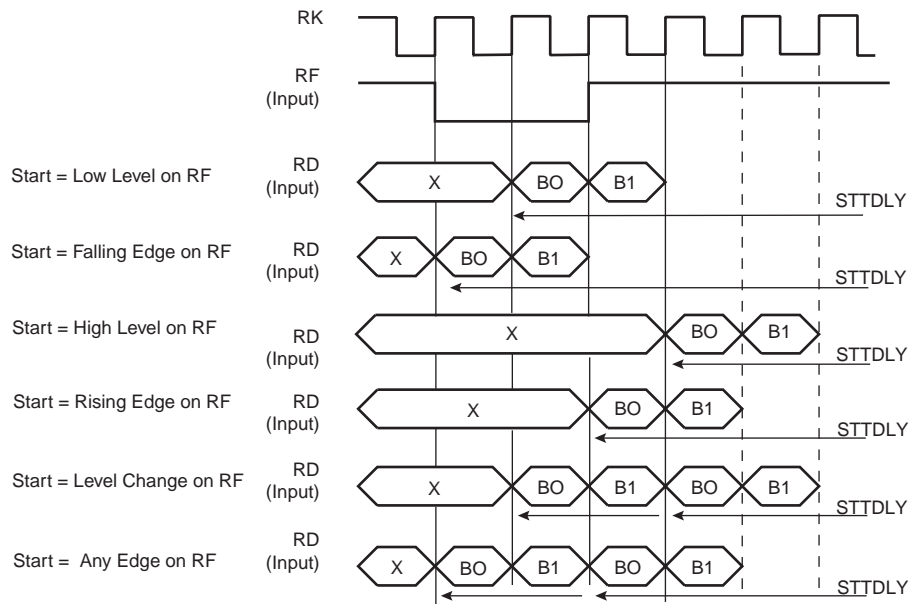 RK
RF
(Input)
Start = Low Level on RF
RD
(Input)
X
BO
B1
STTDLY
Start = Falling Edge on RF
RD
(Input)
X
BO
B1
STTDLY
Start = High Level on RF
RD
(Input)
X
BO
B1
STTDLY
Start = Rising Edge on RF
RD
(Input)
X
BO
B1
STTDLY
Start = Level Change on RF
RD
(Input)
X
BO
B1
BO
B1
STTDLY
Start = Any Edge on RF
RD
(Input)
X
BO
B1
BO
B1
STTDLY